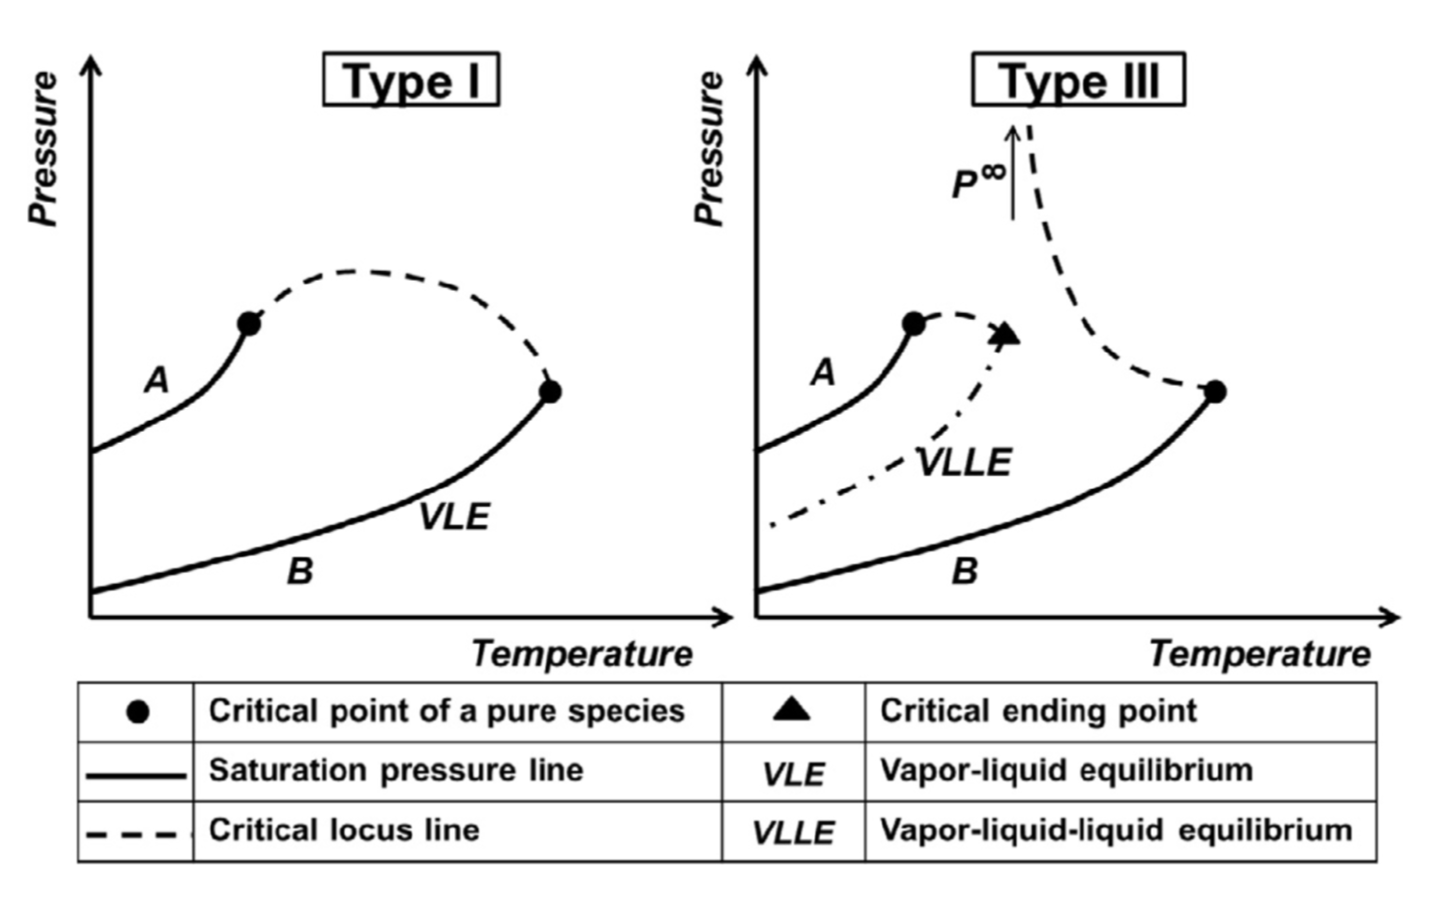 Type I
Pressure
A
VLE
B
Temperature
Type III
Pressure
P∞
A
VLLE
B
Temperature
Critical point of a pure species
Critical ending point
Saturation pressure line
VLE Vapor-liquid equilibrium
Critical locus line
VLLE Vapor-liquid-liquid equilibrium